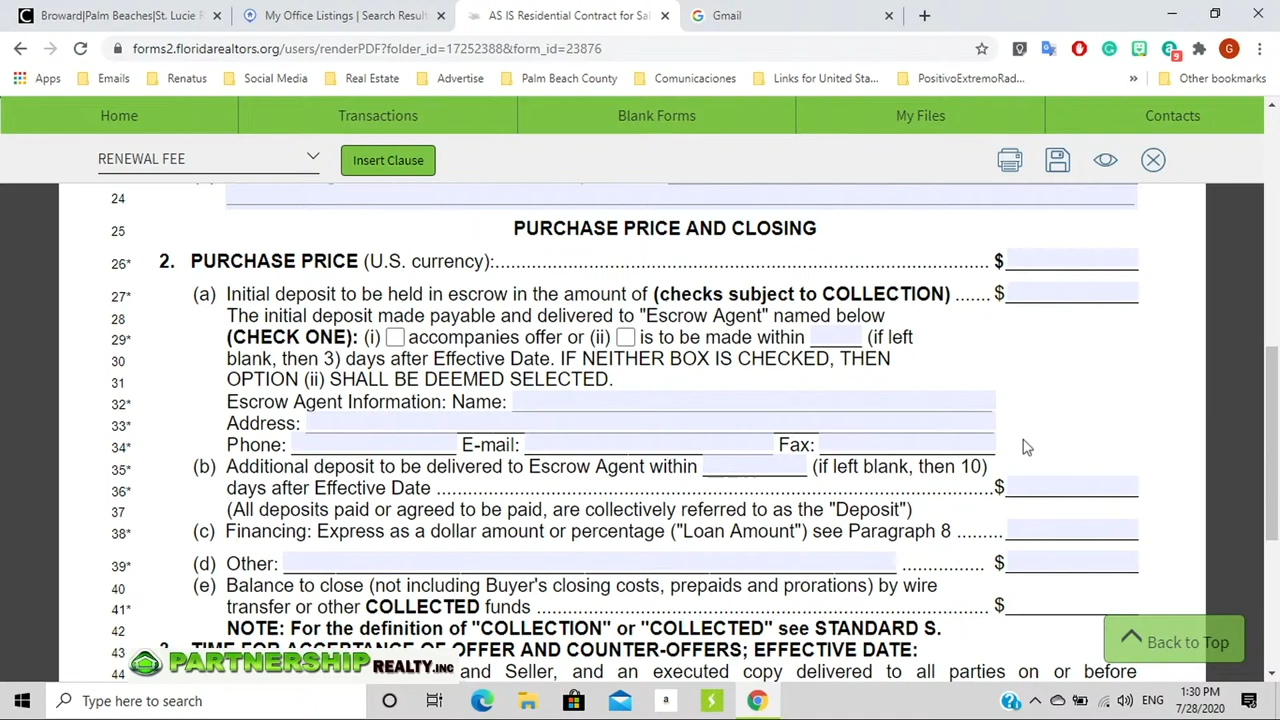 Broward|Palm Beaches|St. Lucie R
My Office Listings | Search Result
AS IS Residential Contract for Sal
Gmail
forms2.floridarealtors.org/users/renderPDF?folder_id=17252388&form_id=23876
Apps
Emails
Renatus
Social Media
Real Estate
Advertise
Palm Beach County
Comunicaciones
Links for United Sta...
PositivoExtremoRad...
Other bookmarks
Home
Transactions
Blank Forms
My Files
Contacts
RENEWAL FEE
Insert Clause
24
25 PURCHASE PRICE AND CLOSING
26* 2. PURCHASE PRICE (U.S. currency):.......... $
27* (a) Initial deposit to be held in escrow in the amount of (checks subject to COLLECTION) ....... $
28 The initial deposit made payable and delivered to "Escrow Agent" named below
29* (CHECK ONE): (i) accompanies offer or (ii) is to be made within (if left
30 blank, then 3) days after Effective Date. IF NEITHER BOX IS CHECKED, THEN
31 OPTION (ii) SHALL BE DEEMED SELECTED.
32* Escrow Agent Information: Name:
33* Address:
34* Phone: E-mail: Fax:
35* (b) Additional deposit to be delivered to Escrow Agent within (if left blank, then 10)
36* days after Effective Date .......... $
37 (All deposits paid or agreed to be paid, are collectively referred to as the "Deposit")
38* (c) Financing: Express as a dollar amount or percentage ("Loan Amount") see Paragraph 8 .........
39* (d) Other: .............. $
40 (e) Balance to close (not including Buyer's closing costs, prepaids and prorations) by wire
41* transfer or other COLLECTED funds .......... $
42 NOTE: For the definition of "COLLECTION" or "COLLECTED" see STANDARD S.
43 TIME FOR ACCEPTANCE OF OFFER AND COUNTER-OFFERS; EFFECTIVE DATE:
44 and Seller, and an executed copy delivered to all parties on or before
PARTNERSHIP REALTY.INC
Back to Top
Type here to search
ENG
1:30 PM
7/28/2020